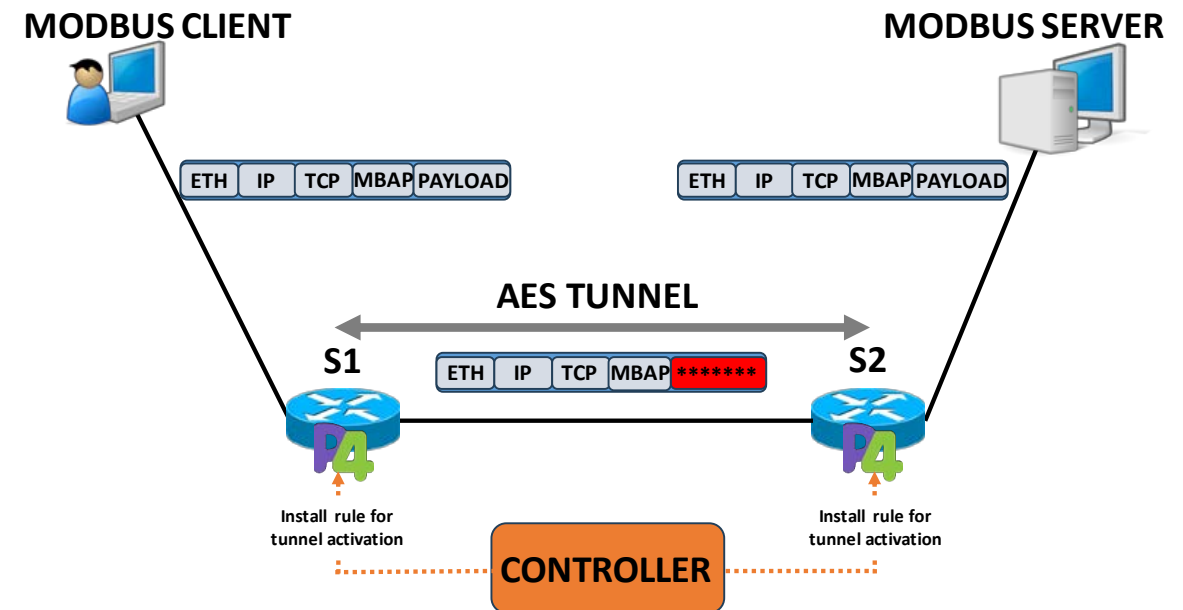 MODBUS CLIENT
MODBUS SERVER
ETH IP TCP MBAP PAYLOAD
ETH IP TCP MBAP PAYLOAD
AES TUNNEL
S1
S2
ETH IP TCP MBAP *******
P4
P4
Install rule for
tunnel activation
Install rule for
tunnel activation
CONTROLLER